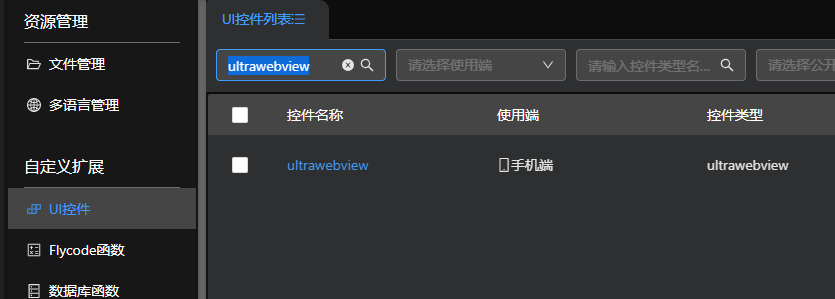 资源管理
文件管理
多语言管理
自定义扩展
UI控件
Flycode函数
数据库函数
UI控件列表
ultrawebview
请选择使用端
请输入控件类型名...
请选择公开
控件名称
使用端
控件类型
ultrawebview
手机端
ultrawebview